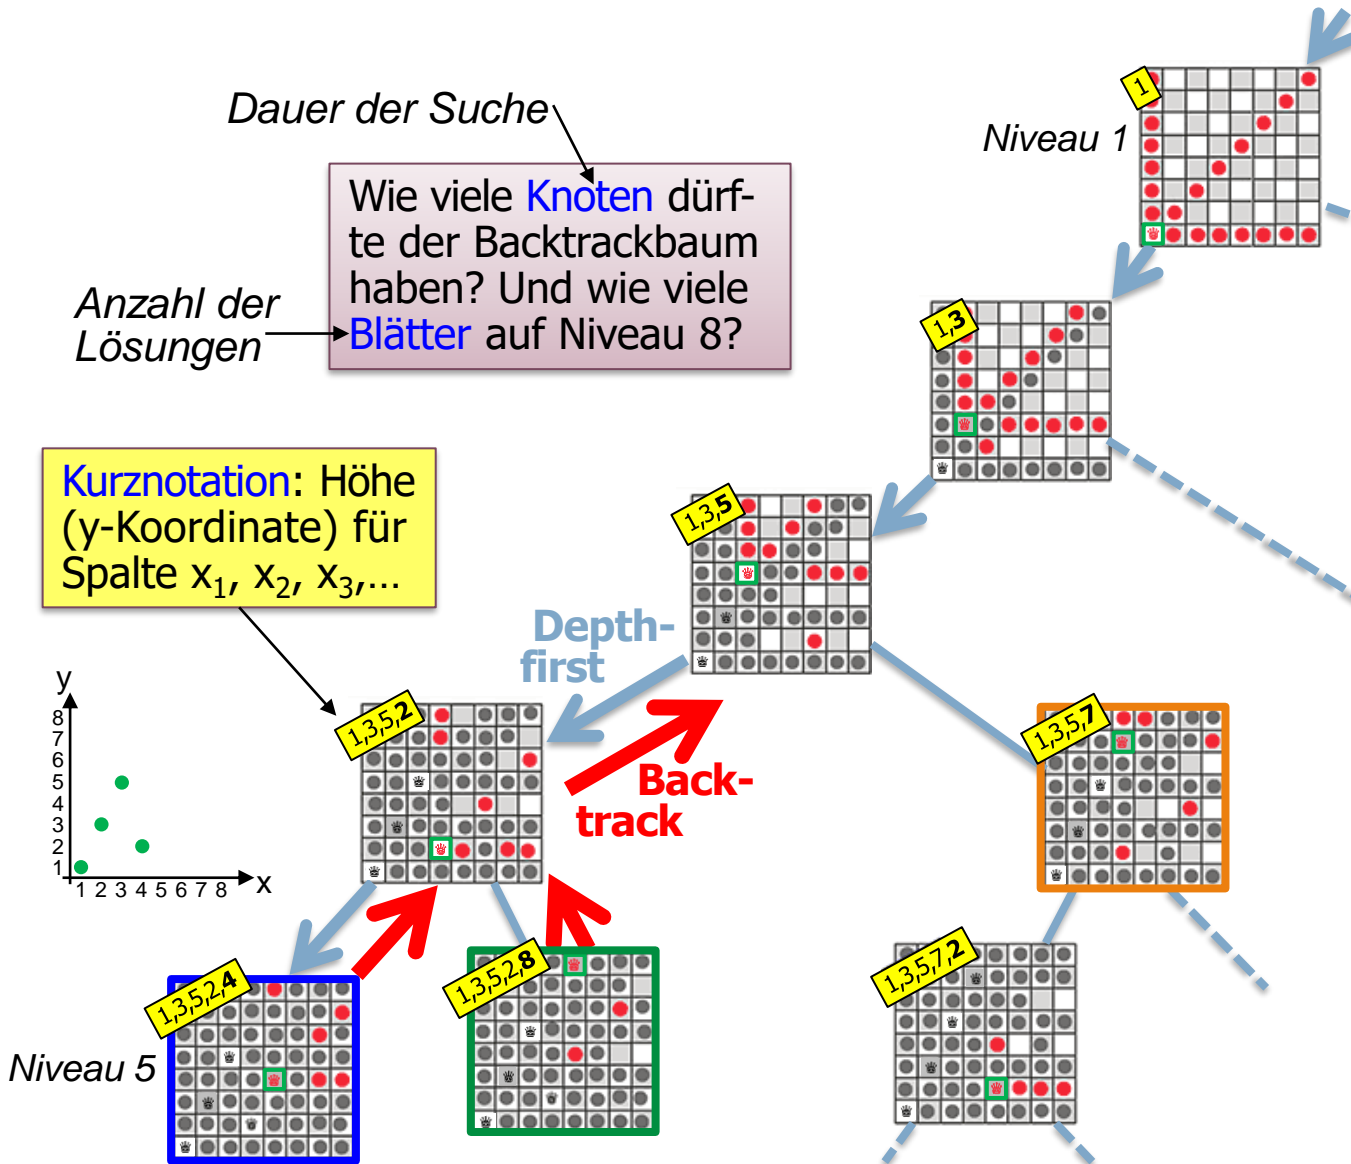 Dauer der Suche
1
Niveau 1
Wie viele Knoten dürf-
te der Backtrackbaum
haben? Und wie viele
Blätter auf Niveau 8?
Anzahl der
Lösungen
1,3
Kurznotation: Höhe
(y-Koordinate) für
Spalte x₁, x₂, x₃,...
1,3,5
Depth-
first
y
8
7
6
5
4
3
2
1
1 2 3 4 5 6 7 8
x
1,3,5,2
1,3,5,7
Back-
track
1,3,5,2,4
1,3,5,2,8
1,3,5,7,2
Niveau 5